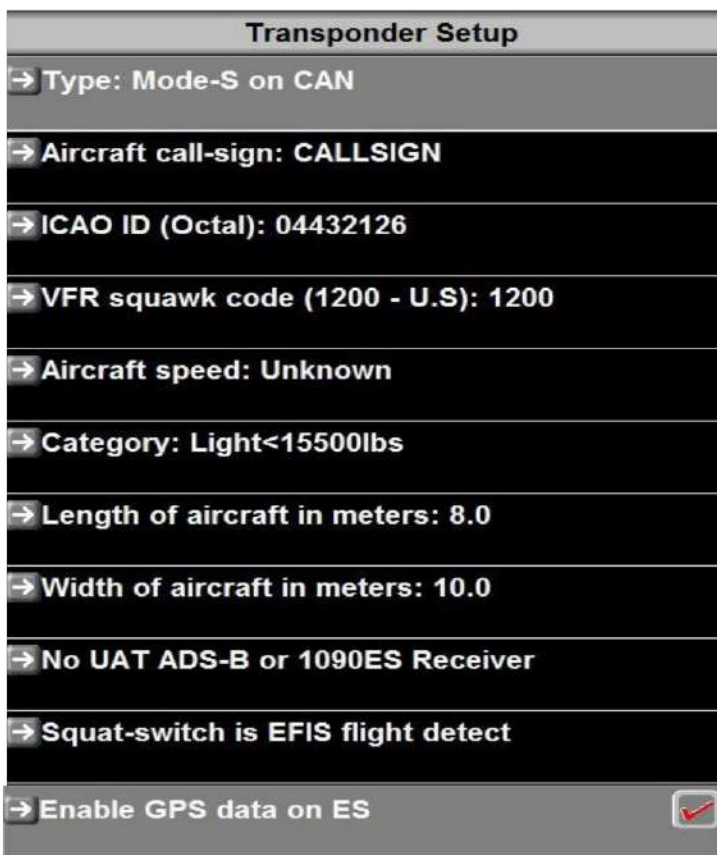 Transponder Setup
Type: Mode-S on CAN
Aircraft call-sign: CALLSIGN
ICAO ID (Octal): 04432126
VFR squawk code (1200 - U.S): 1200
Aircraft speed: Unknown
Category: Light<15500lbs
Length of aircraft in meters: 8.0
Width of aircraft in meters: 10.0
No UAT ADS-B or 1090ES Receiver
Squat-switch is EFIS flight detect
Enable GPS data on ES